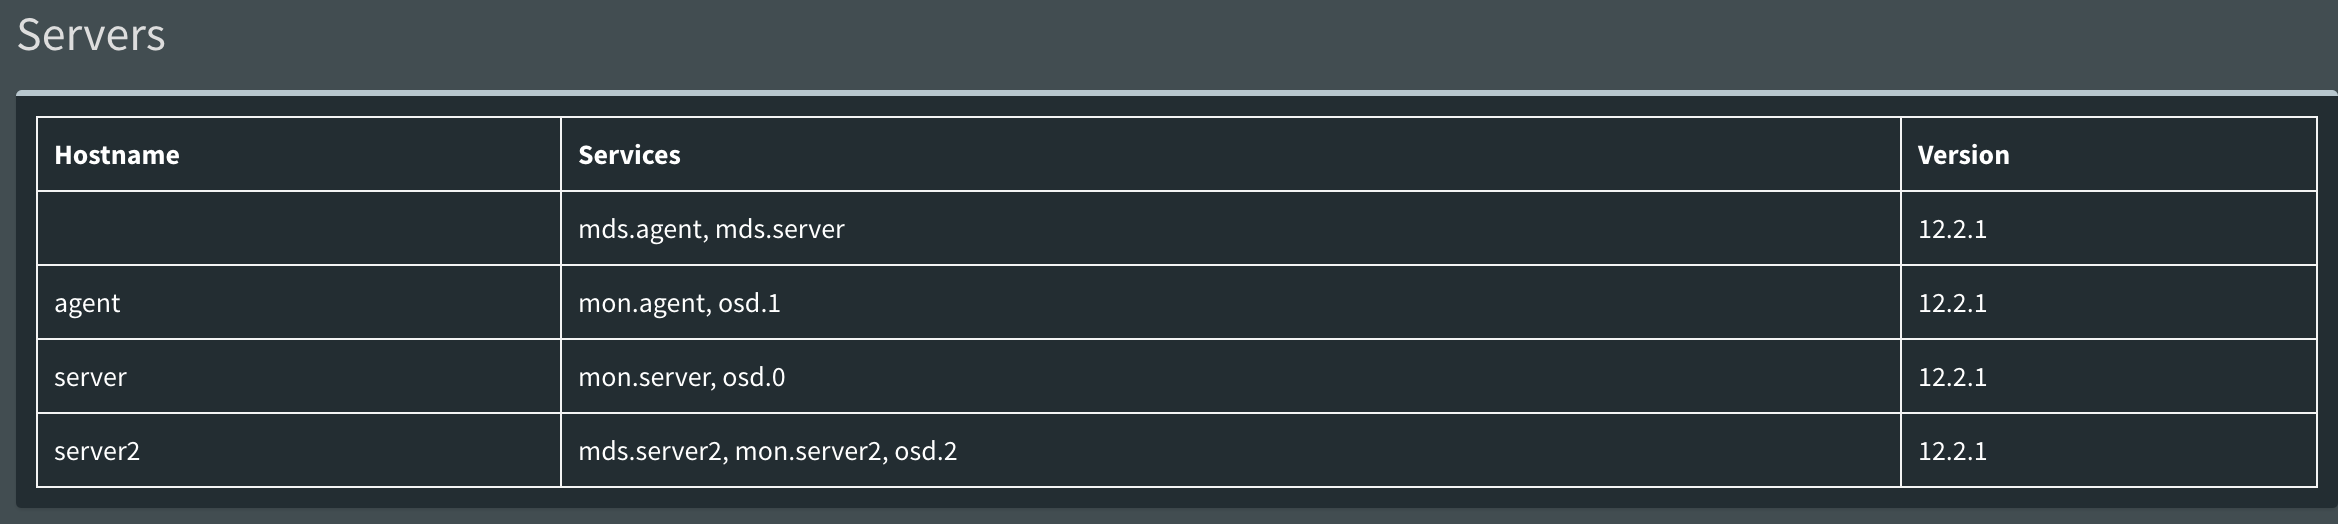 Servers
Hostname Services Version
mds.agent, mds.server 12.2.1
agent mon.agent, osd.1 12.2.1
server mon.server, osd.0 12.2.1
server2 mds.server2, mon.server2, osd.2 12.2.1